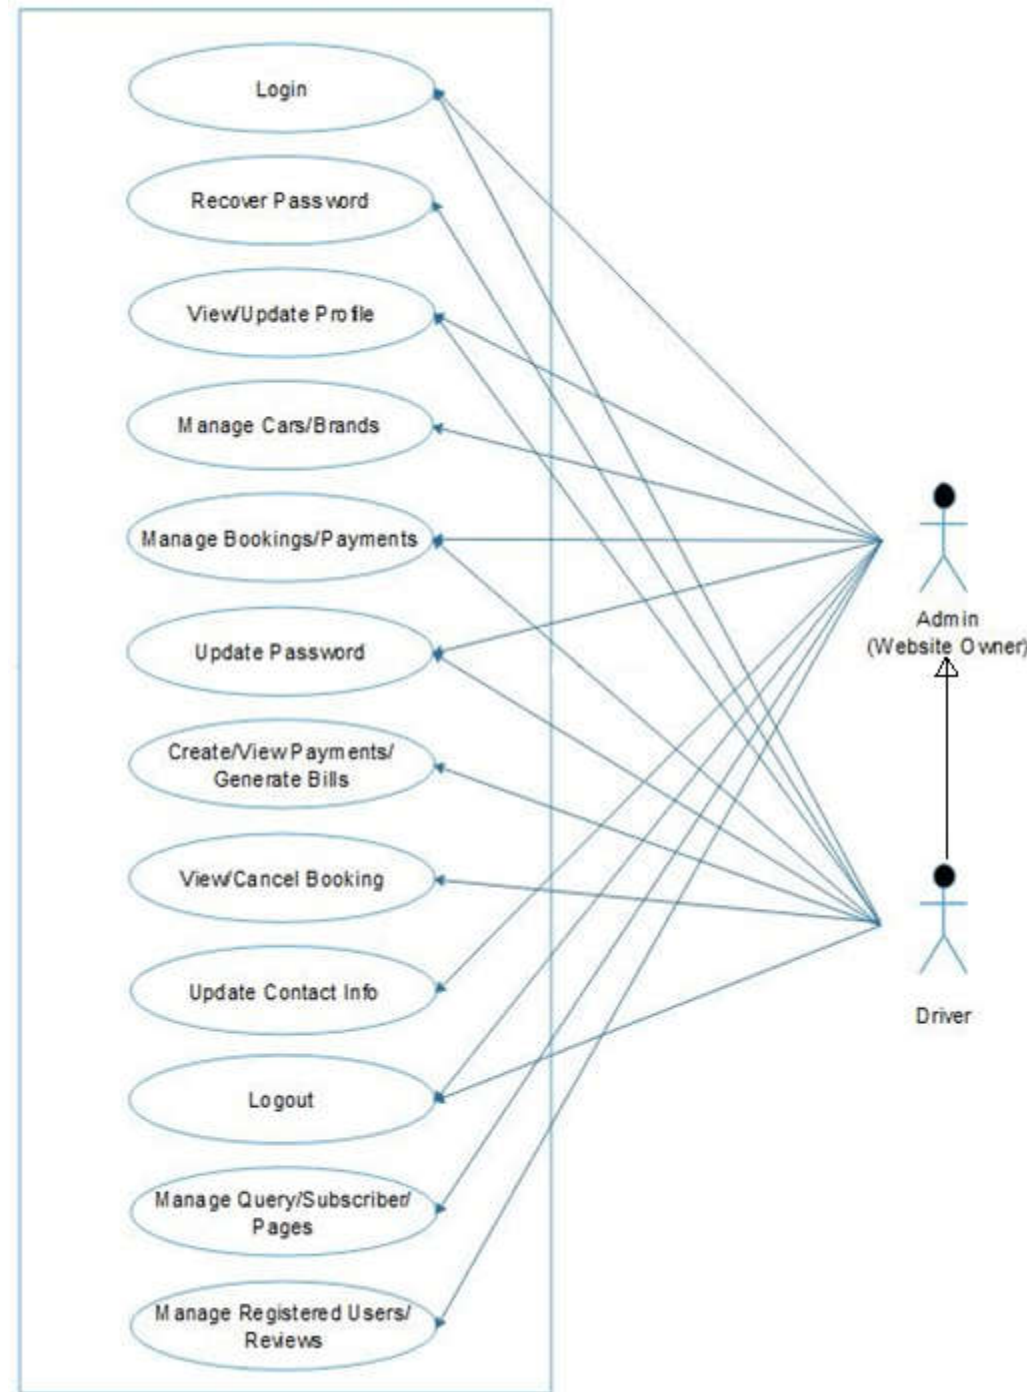 Login
Recover Password
View/Update Profile
Manage Cars/Brands
Manage Bookings/Payments
Update Password
Create/View Payments/
Generate Bills
View/Cancel Booking
Update Contact Info
Logout
Manage Query/Subscriber/
Pages
Manage Registered Users/
Reviews
Admin
(Website Owner)
Driver